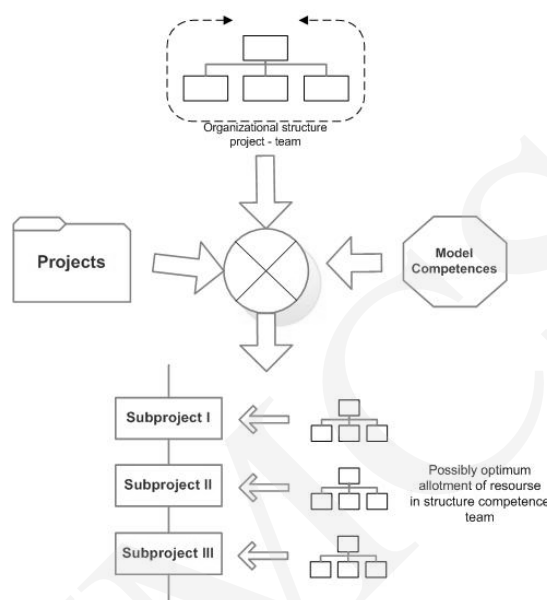 Organizational structure
project - team
Projects
Model
Competences
Subproject I
Subproject II
Possibly optimum
allotment of resourse
in structure competence
team
Subproject III